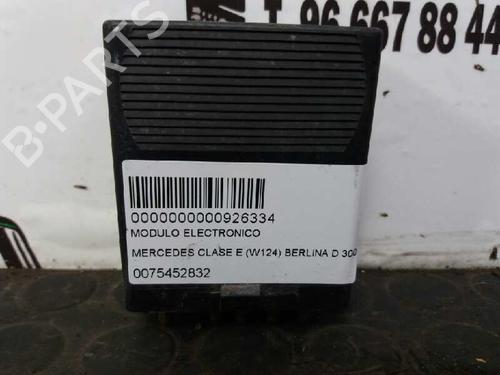 T. 96 667 88 44
B-PARTS
0000000000926334
MODULO ELECTRONICO
MERCEDES CLASE E (W124) BERLINA D 300
0075452832